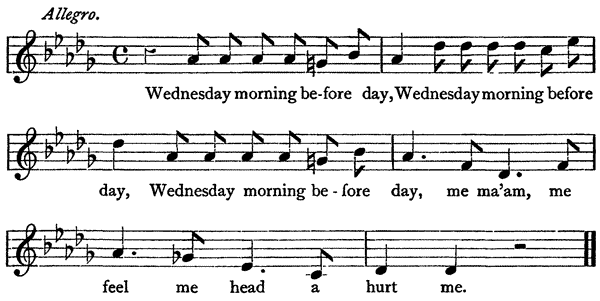 Allegro.
Wednesday morning be-fore day, Wednesday morning before
day, Wednesday morning be - fore day, me ma'am, me
feel me head a hurt me.